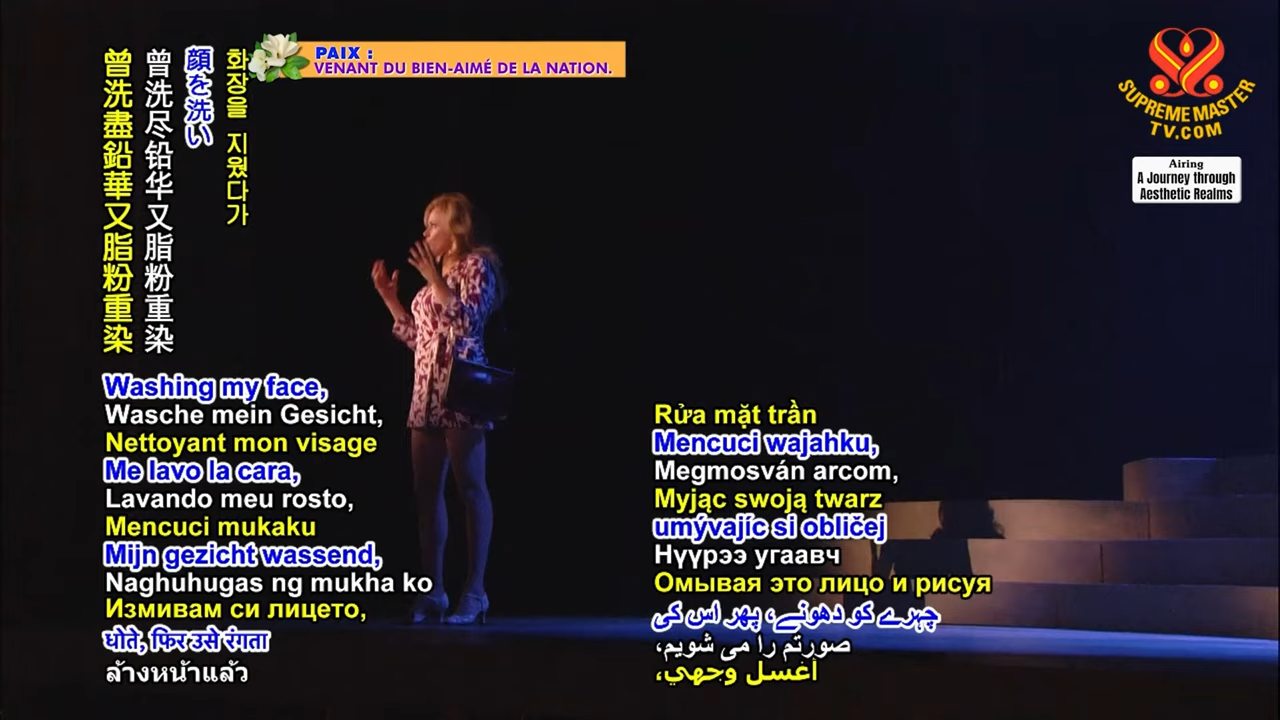 PAIX :
VENANT DU BIEN-AIMÉ DE LA NATION.
SUPREME MASTER
TV.COM
Airing
A Journey through
Aesthetic Realms
화장을 지웠다가
顔を洗い
曾洗尽铅华又脂粉重染
曾洗盡鉛華又脂粉重染
Washing my face,
Wasche mein Gesicht,
Nettoyant mon visage
Me lavo la cara,
Lavando meu rosto,
Mencuci mukaku
Mijn gezicht wassend,
Naghuhugas ng mukha ko
Измивам си лицето,
धोते, फिर उसे रंगता
ล้างหน้าแล้ว
Rửa mặt trần
Mencuci wajahku,
Megmosván arcom,
Myjąc swoją twarz
umývajíc si obličej
Нүүрээ угаавч
Омывая это лицо и рисуя
چہرے کو دھونے، پھر اس کی
صورتم را می شویم،
أغسل وجهي،